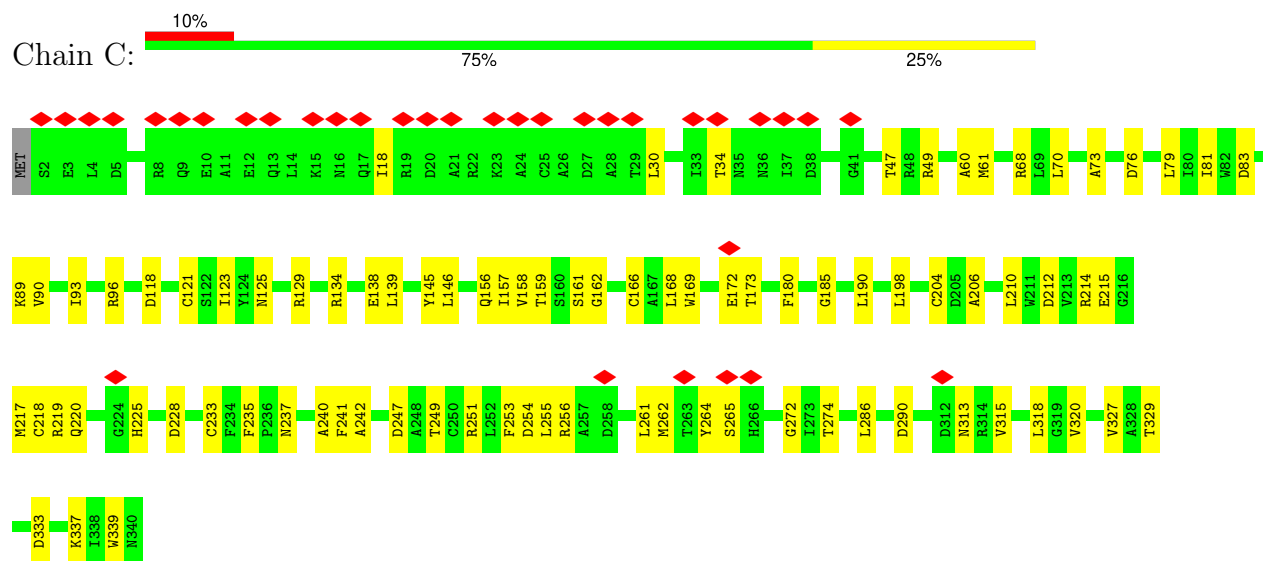 10%
Chain C:
75% 25%
MET S2 E3 L4 D5 R8 Q9 E10 A11 E12 Q13 L14 K15 N16 Q17 I18 R19 D20 A21 R22 K23 A24 C25 A26 D27 A28 T29 L30 I33 T34 N35 N36 I37 D38 G41 T47 R48 R49 A60 M61 R68 L69 L70 A73 D76 L79 I80 I81 W82 D83
K89 V90 I93 R96 D118 C121 S122 I123 Y124 N125 R129 R134 E138 L139 Y145 L146 Q156 I157 V158 T159 S160 S161 G162 C166 A167 L168 W169 E172 T173 F180 G185 L190 L198 C204 D205 A206 L210 W211 D212 V213 R214 E215 G216
M217 C218 R219 Q220 G224 H225 D228 C233 F234 F235 P236 N237 A240 F241 A242 D247 A248 T249 C250 R251 L252 F253 D254 L255 R256 A257 D258 L261 M262 T263 Y264 S265 H266 G272 I273 T274 L286 D290 D312 N313 R314 V315 L318 G319 V320 V327 A328 T329
D333 K337 I338 W339 N340